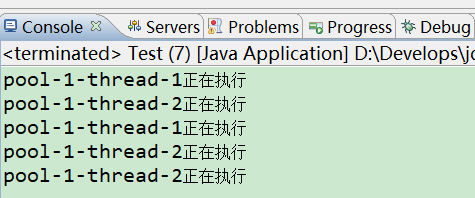 Console Servers Problems Progress Debug
<terminated> Test (7) [Java Application] D:\Develops\j
pool-1-thread-1正在执行
pool-1-thread-2正在执行
pool-1-thread-1正在执行
pool-1-thread-2正在执行
pool-1-thread-2正在执行